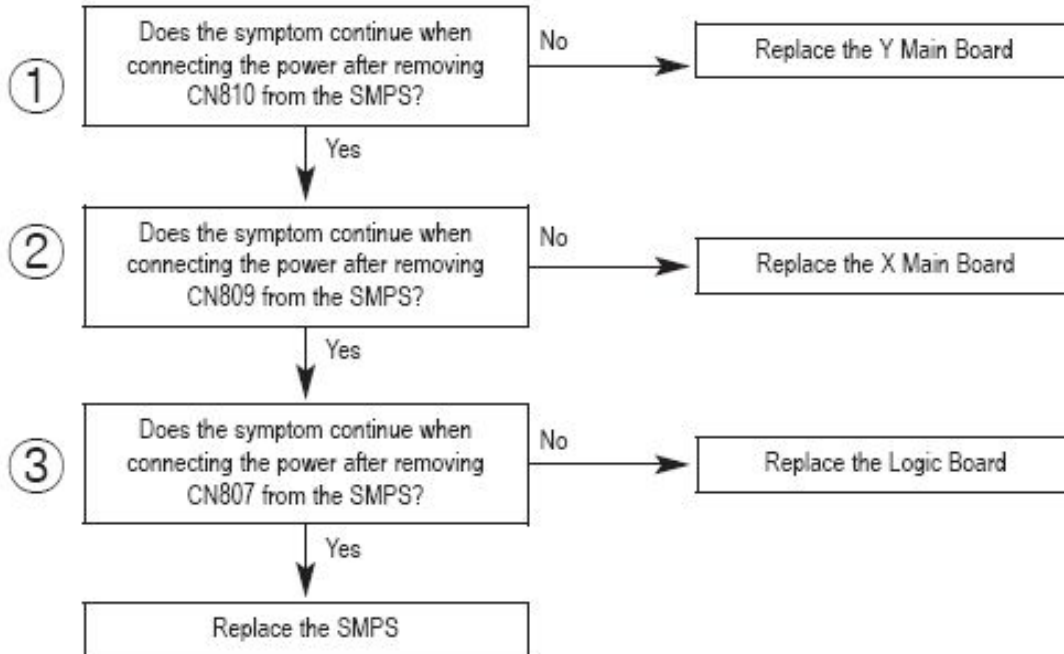 ①
Does the symptom continue when
connecting the power after removing
CN810 from the SMPS?
No
Replace the Y Main Board
Yes
②
Does the symptom continue when
connecting the power after removing
CN809 from the SMPS?
No
Replace the X Main Board
Yes
③
Does the symptom continue when
connecting the power after removing
CN807 from the SMPS?
No
Replace the Logic Board
Yes
Replace the SMPS